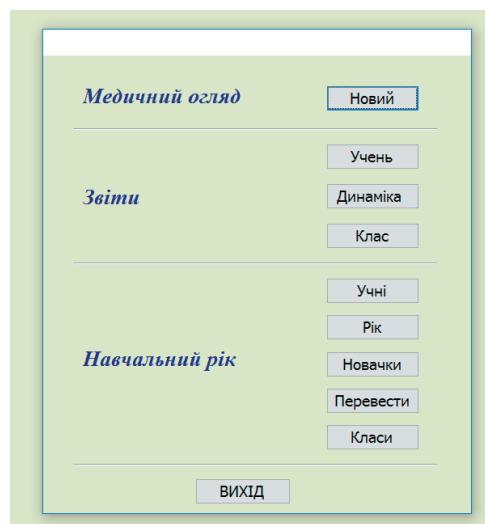 Медичний огляд
Новий
Учень
Звіти
Динаміка
Клас
Учні
Рік
Навчальний рік
Новачки
Перевести
Класи
ВИХІД